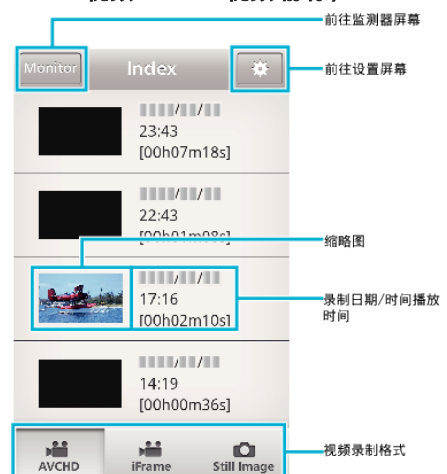 前往监测器屏幕
Monitor
Index
前往设置屏幕
23:43
[00h07m18s]
22:43
[00h01m08s]
缩略图
17:16
[00h02m10s]
录制日期/时间播放
时间
14:19
[00h00m36s]
AVCHD
iFrame
Still Image
视频录制格式